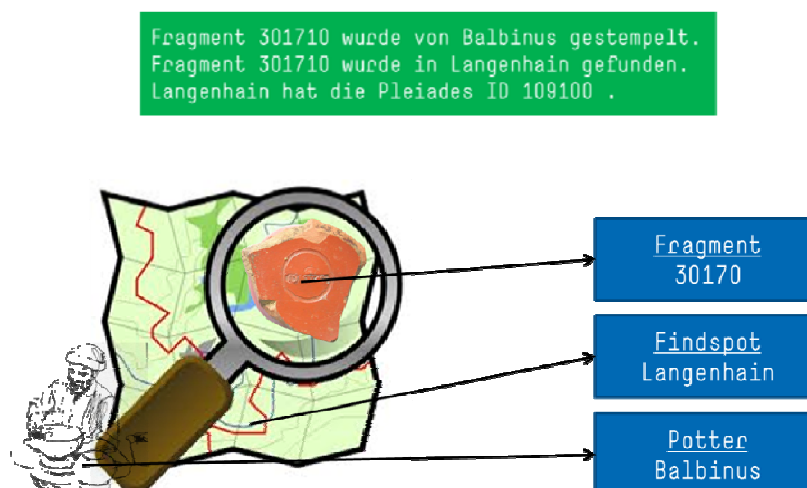 Fragment 301710 wurde von Balbinus gestempelt.
Fragment 301710 wurde in Langenhain gefunden.
Langenhain hat die Pleiades ID 109100 .
Fragment
30170
Findspot
Langenhain
Potter
Balbinus